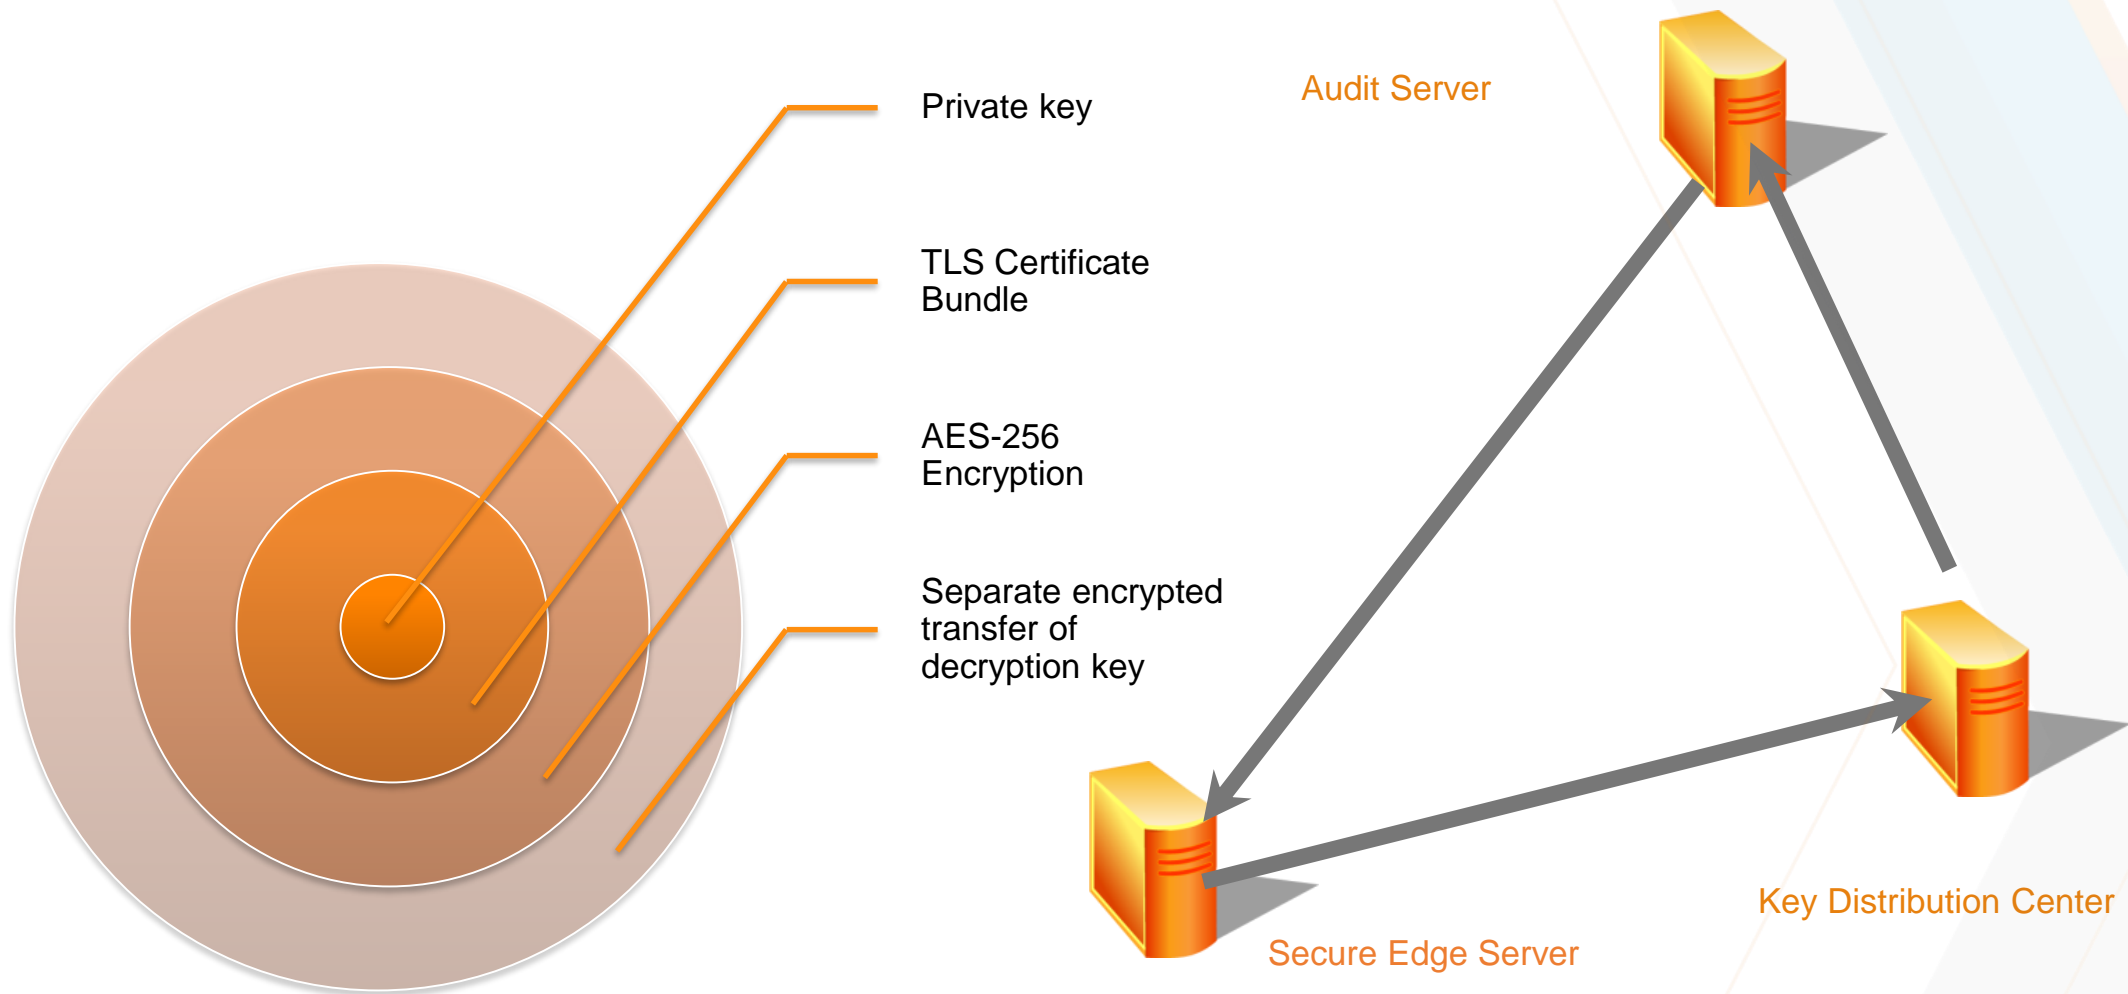 Private key
TLS Certificate
Bundle
AES-256
Encryption
Separate encrypted
transfer of
decryption key
Audit Server
Key Distribution Center
Secure Edge Server